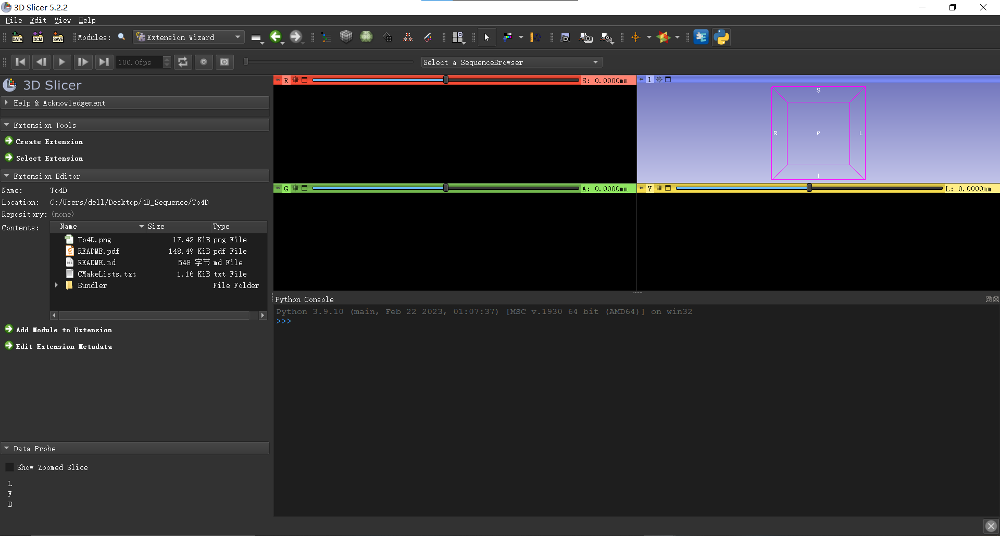 3D Slicer 5.2.2
File Edit View Help
DATA DCM SAVE Modules: Extension Wizard
100.0fps Select a SequenceBrowser
3D Slicer
Help & Acknowledgement
Extension Tools
Create Extension
Select Extension
Extension Editor
Name: To4D
Location: C:/Users/dell/Desktop/4D_Sequence/To4D
Repository: (none)
Contents:
Name Size Type
To4D.png 17.42 KiB png File
README.pdf 148.49 KiB pdf File
README.md 548 字节 md File
CMakeLists.txt 1.16 KiB txt File
Bundler File Folder
Add Module to Extension
Edit Extension Metadata
Data Probe
Show Zoomed Slice
L
F
B
R S: 0.0000mm
1
S
R P L
I
G A: 0.0000mm
Y L: 0.0000mm
Python Console
Python 3.9.10 (main, Feb 22 2023, 01:07:37) [MSC v.1930 64 bit (AMD64)] on win32
>>>